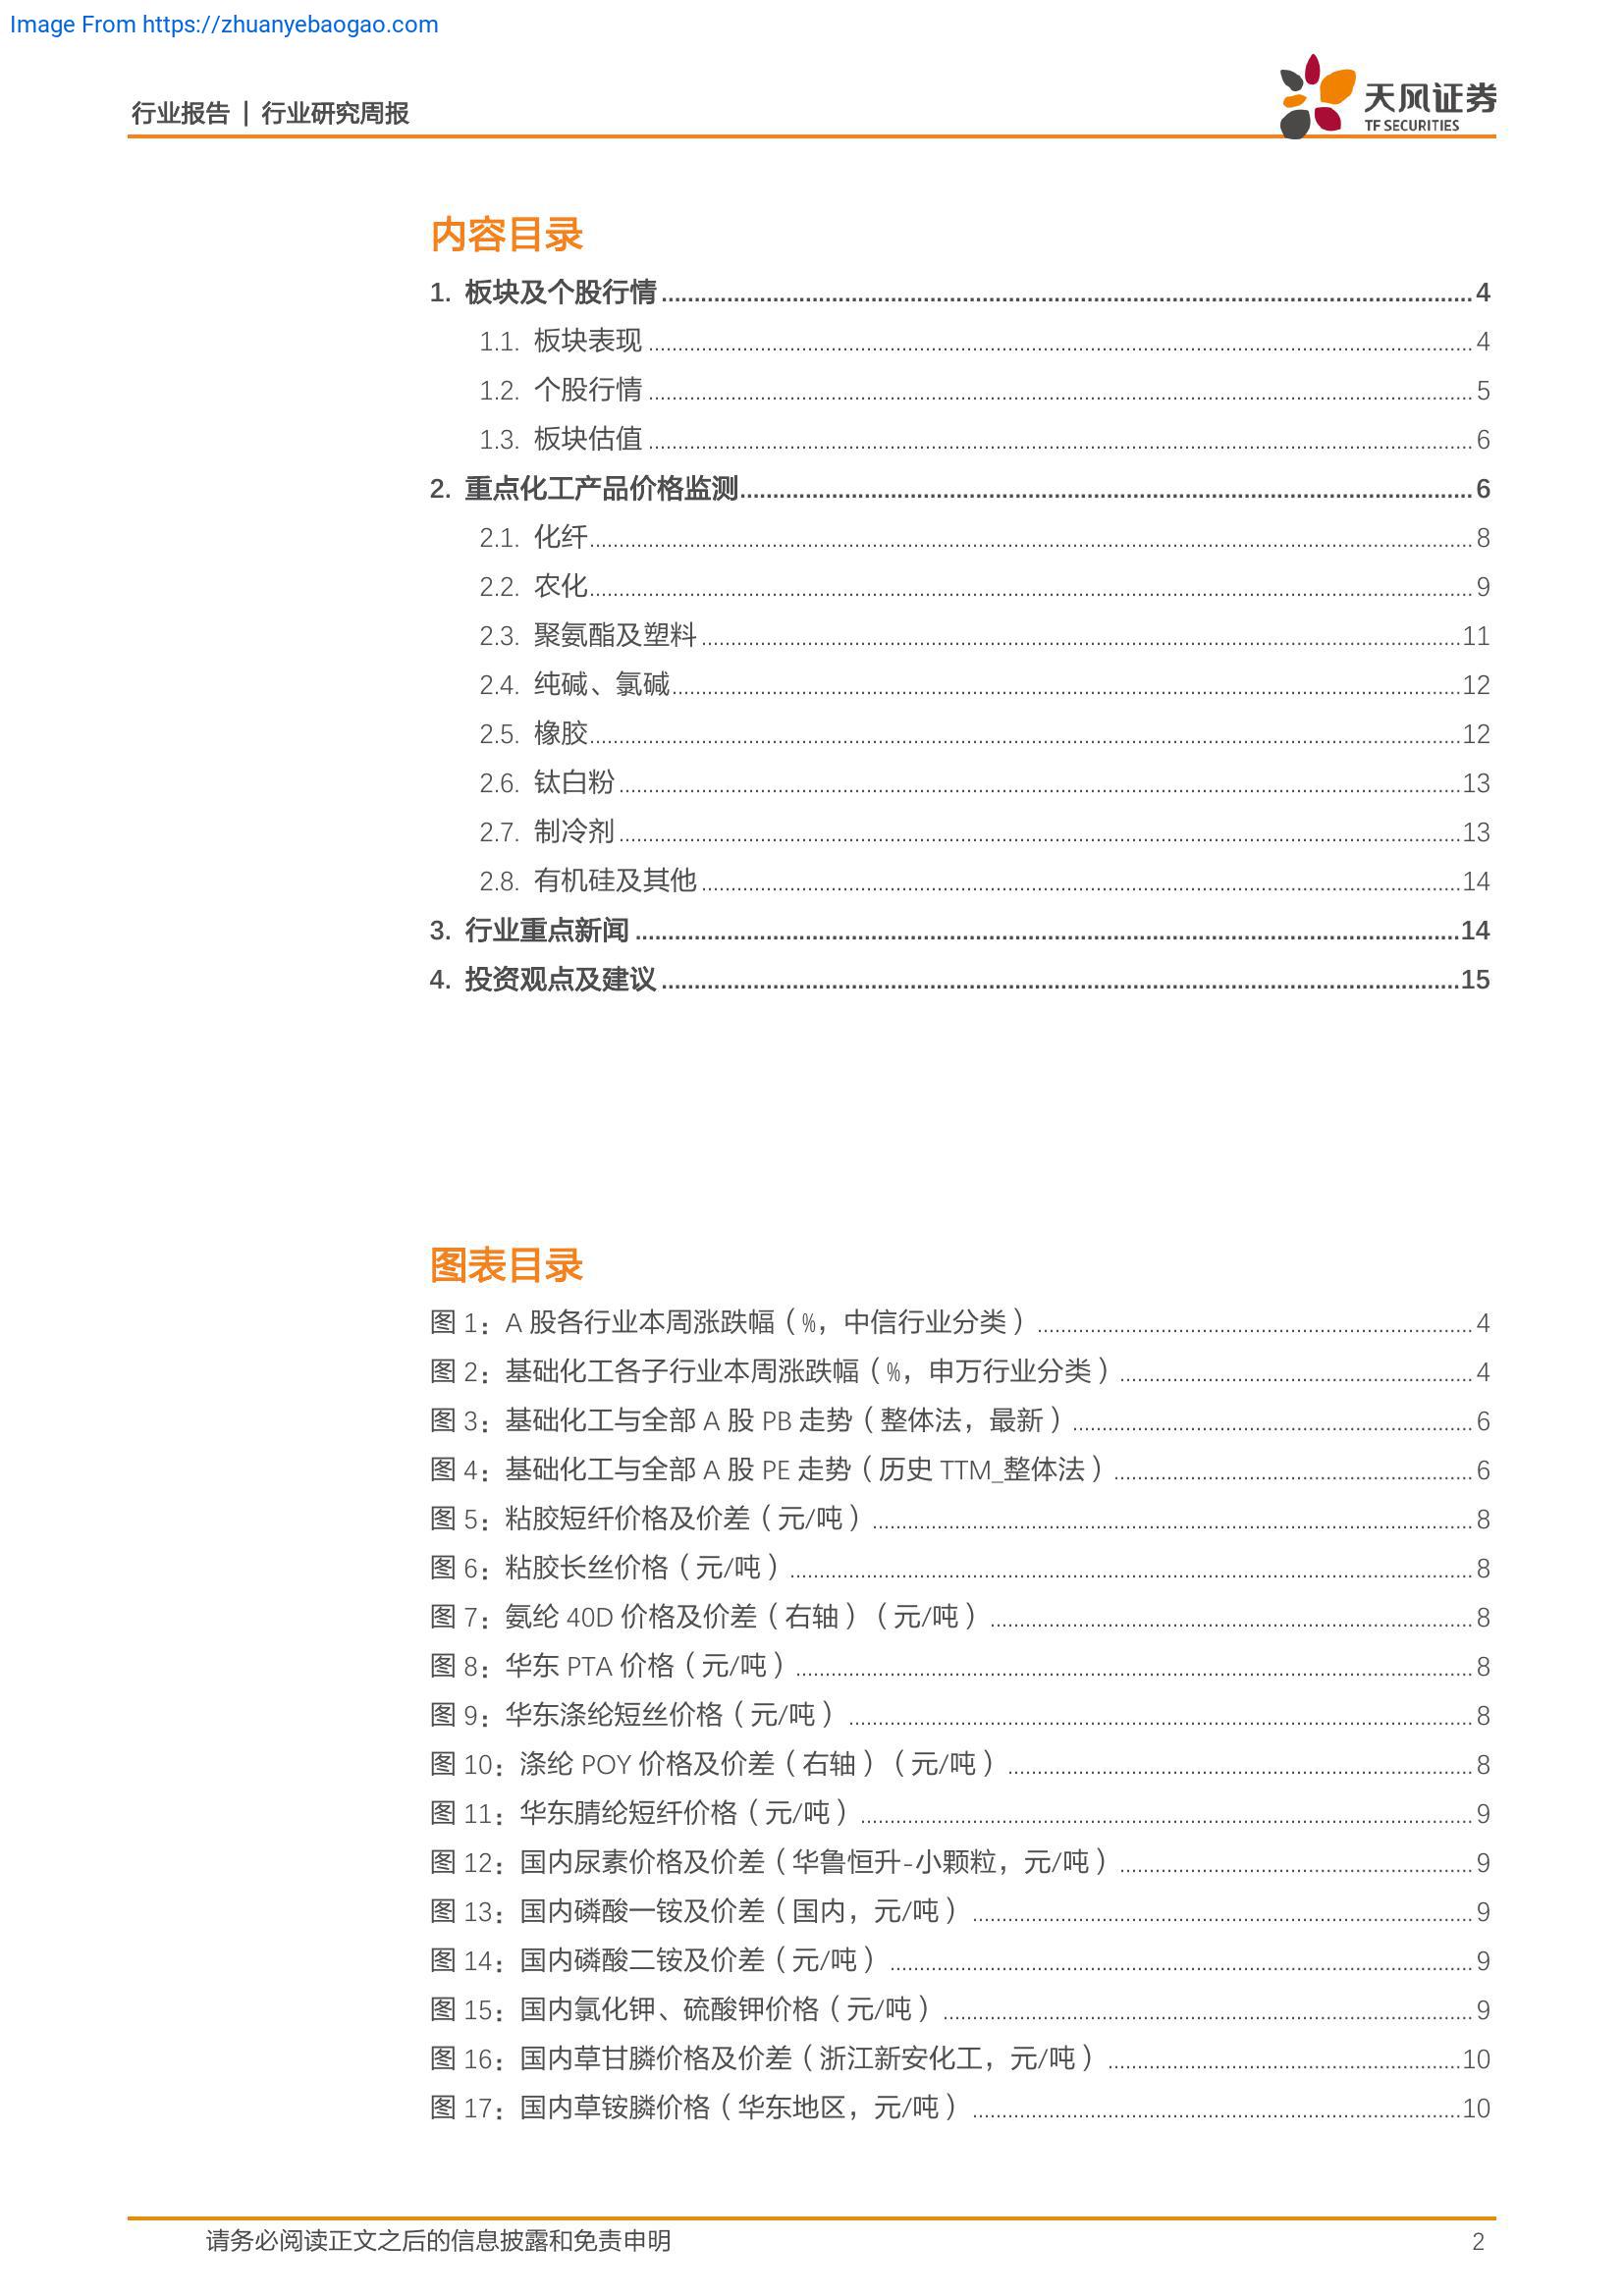 Image From https://zhuanyebaogao.com
行业报告 | 行业研究周报
天风证券
TF SECURITIES
内容目录
1. 板块及个股行情 4
1.1. 板块表现 4
1.2. 个股行情 5
1.3. 板块估值 6
2. 重点化工产品价格监测 6
2.1. 化纤 8
2.2. 农化 9
2.3. 聚氨酯及塑料 11
2.4. 纯碱、氯碱 12
2.5. 橡胶 12
2.6. 钛白粉 13
2.7. 制冷剂 13
2.8. 有机硅及其他 14
3. 行业重点新闻 14
4. 投资观点及建议 15
图表目录
图 1：A 股各行业本周涨跌幅（%，中信行业分类） 4
图 2：基础化工各子行业本周涨跌幅（%，申万行业分类） 4
图 3：基础化工与全部 A 股 PB 走势（整体法，最新） 6
图 4：基础化工与全部 A 股 PE 走势（历史 TTM_整体法） 6
图 5：粘胶短纤价格及价差（元/吨） 8
图 6：粘胶长丝价格（元/吨） 8
图 7：氨纶 40D 价格及价差（右轴）（元/吨） 8
图 8：华东 PTA 价格（元/吨） 8
图 9：华东涤纶短丝价格（元/吨） 8
图 10：涤纶 POY 价格及价差（右轴）（元/吨） 8
图 11：华东腈纶短纤价格（元/吨） 9
图 12：国内尿素价格及价差（华鲁恒升-小颗粒，元/吨） 9
图 13：国内磷酸一铵及价差（国内，元/吨） 9
图 14：国内磷酸二铵及价差（元/吨） 9
图 15：国内氯化钾、硫酸钾价格（元/吨） 9
图 16：国内草甘膦价格及价差（浙江新安化工，元/吨） 10
图 17：国内草铵膦价格（华东地区，元/吨） 10
请务必阅读正文之后的信息披露和免责申明 2